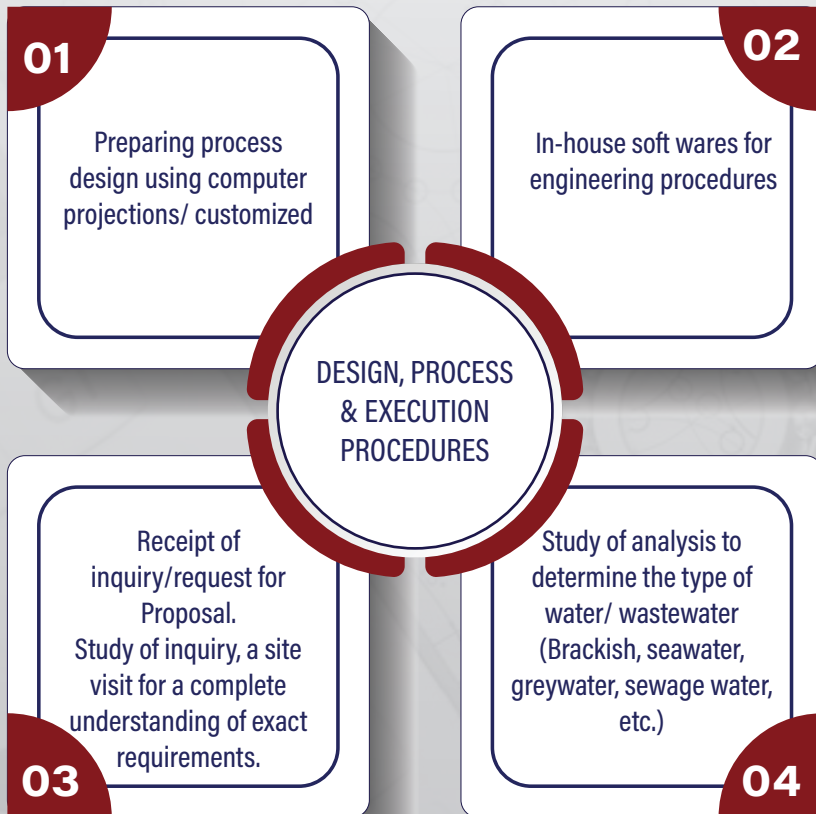 01
Preparing process
design using computer
projections/ customized
02
In-house soft wares for
engineering procedures
DESIGN, PROCESS
& EXECUTION
PROCEDURES
03
Receipt of
inquiry/request for
Proposal.
Study of inquiry, a site
visit for a complete
understanding of exact
requirements.
04
Study of analysis to
determine the type of
water/ wastewater
(Brackish, seawater,
greywater, sewage water,
etc.)